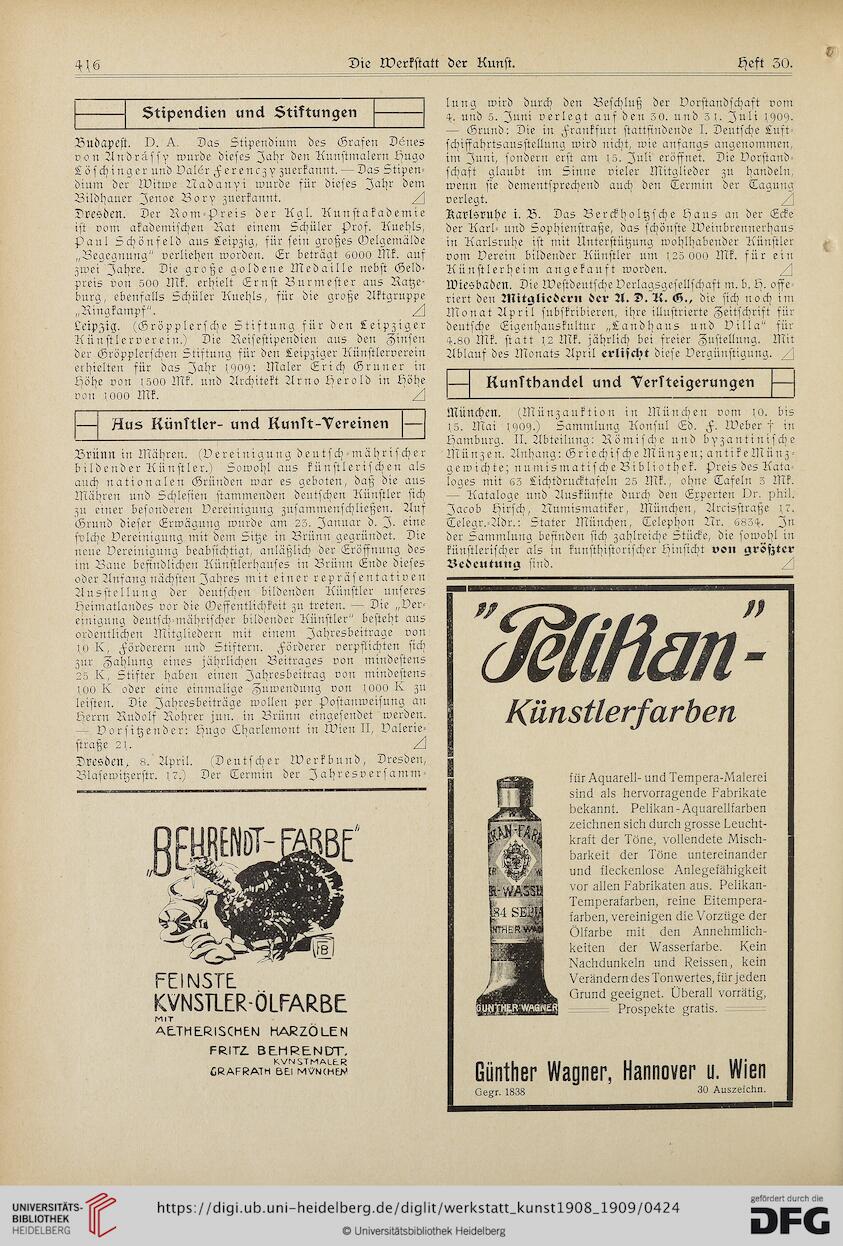 416
Die Werkstatt der Kunst.
Heft 30.
Stipendien und Stiftungen
Budapest. D. A. Das Stipendium des Grafen Dénes
von Andrássy wurde dieses Jahr den Kunstmalern Hugo
Löschinger und Valér Ferenczy zuerkannt. — Das Stipen-
dium der Witwe Nadanyi wurde für dieses Jahr dem
Bildhauer Jenoe Bory zuerkannt.
Dresden. Der Rom-Preis der Kgl. Kunstakademie
ist vom akademischen Rat einem Schüler Prof. Kuehls,
Paul Schönfeld aus Leipzig, für sein großes Oelgemälde
„Begegnung“ verliehen worden. Er beträgt 6000 Mk. auf
zwei Jahre. Die große goldene Medaille nebst Geld-
preis von 500 Mk. erhielt Ernst Burmester aus Ratze-
burg, ebenfalls Schüler Kuehls, für die große Aktgruppe
„Ringkampf“.
Leipzig. (Gröpplersche Stiftung für den Leipziger
Künstlerverein.) Die Reisestipendien aus den Zinsen
der Gröpplerschen Stiftung für den Leipziger Künstlerverein
erhielten für das Jahr 1909: Maler Erich Gruner in
Höhe von 1500 Mk. und Architekt Arno Herold in Höhe
von 1000 Mk.
Aus Künstler- und Kunst-Vereinen
Brünn in Mähren. (Vereinigung deutsch-mährischer
bildender Künstler.) Sowohl aus künstlerischen als
auch nationalen Gründen war es geboten, daß die aus
Mähren und Schlesien stammenden deutschen Künstler sich
zu einer besonderen Vereinigung zusammenschließen. Auf
Grund dieser Erwägung wurde am 23. Januar d. J. eine
solche Vereinigung mit dem Sitze in Brünn gegründet. Die
neue Vereinigung beabsichtigt, anläßlich der Eröffnung des
im Baue befindlichen Künstlerhauses in Brünn Ende dieses
oder Anfang nächsten Jahres mit einer repräsentativen
Ausstellung der deutschen bildenden Künstler unseres
Heimatlandes vor die Oeffentlichkeit zu treten. — Die „Ver-
einigung deutsch-mährischer bildender Künstler“ besteht aus
ordentlichen Mitgliedern mit einem Jahresbeitrage von
10 K, Förderern und Stiftern. Förderer verpflichten sich
zur Zahlung eines jährlichen Beitrages von mindestens
25 K, Stifter haben einen Jahresbeitrag von mindestens
100 K oder eine einmalige Zuwendung von 1000 K zu
leisten. Die Jahresbeiträge wollen per Postanweisung an
Herrn Rudolf Rohrer jun. in Brünn eingesendet werden.
— Vorsitzender: Hugo Charlemont in Wien II, Valerie-
straße 21.
Dresden, 8. April. (Deutscher Werkbund, Dresden,
Blasewitzerstr. 17.) Der Termin der Jahresversamm-
„BEHRENDT-FARBE“
HB
FEINSTE
KVNSTLER-ÖLFARBE
MIT
AETHERISCHEN HARZÖLEN
FRITZ BEHRENDT,
KVNSTMALER
GRAFRATH BEI MVNCHEN
lung wird durch den Beschluß der Vorstandschaft vom
4. und 5. Juni verlegt auf den 30. und 31. Juli 1909.
— Grund: Die in Frankfurt stattfindende I. Deutsche Luft-
schiffahrtsausstellung wird nicht, wie anfangs angenommen,
im Juni, sondern erst am 15. Juli eröffnet. Die Vorstand-
schaft glaubt im Sinne vieler Mitglieder zu handeln,
wenn sie dementsprechend auch den Termin der Tagung
verlegt.
Karlsruhe i. B. Das Berckholtzsche Haus an der Ecke
der Karl- und Sophienstraße, das schönste Weinbrennerhaus
in Karlsruhe ist mit Unterstützung wohlhabender Künstler
vom Verein bildender Künstler um 125 000 Mk. für ein
Künstlerheim angekauft worden.
Wiesbaden. Die Westdeutsche Verlagsgesellschaft m. b. H. offe-
riert den Mitgliedern der A. D. K. G., die sich noch im
Monat April subskribieren, ihre illustrierte Zeitschrift für
deutsche Eigenhauskultur „Landhaus und Villa“ für
4.80 Mk. statt 12 Mk. jährlich bei freier Zustellung. Mit
Ablauf des Monats April erlischt diese Vergünstigung.
Kunsthandel und Versteigerungen
München. (Münzauktion in München vom 10. bis
15. Mai 1909.) Sammlung Konsul Ed. F. Weber † in
Hamburg. II. Abteilung: Römische und byzantinische
Münzen. Anhang: Griechische Münzen; antike Münz-
gewichte; numismatische Bibliothek. Preis des Kata-
loges mit 63 Lichtdrucktafeln 25 Mk., ohne Tafeln 3 Mk.
— Kataloge und Auskünfte durch den Experten Dr. phil.
Jacob Hirsch, Numismatiker, München, Arcisstraße 17.
Telegr.-Adr.: Stater München, Telephon Nr. 6834. In
der Sammlung befinden sich zahlreiche Stücke, die sowohl in
künstlerischer als in kunsthistorischer Hinsicht von größter
Bedeutung sind.
"Pelikan"-
Künstlerfarben
für Aquarell- und Tempera-Malerei
sind als hervorragende Fabrikate
bekannt. Pelikan-Aquarellfarben
zeichnen sich durch grosse Leucht-
kraft der Töne, vollendete Misch-
barkeit der Töne untereinander
und fleckenlose Anlegefähigkeit
vor allen Fabrikaten aus. Pelikan-
Temperafarben, reine Eitempera-
farben, vereinigen die Vorzüge der
Ölfarbe mit den Annehmlich-
keiten der Wasserfarbe. Kein
Nachdunkeln und Reissen, kein
Verändern des Tonwertes, für jeden
Grund geeignet. Überall vorrätig,
Prospekte gratis.
KAN-FAR
R-WASSE
84 SEPI
NTHER WAG
GUNTHER WAGNER
Günther Wagner, Hannover u. Wien
Gegr. 1838
30 Auszeichn.
UNIVERSITÄTS-
BIBLIOTHEK
HEIDELBERG
https://digi.ub.uni-heidelberg.de/diglit/werkstatt_kunst1908_1909/0424
© Universitätsbibliothek Heidelberg
gefördert durch die
DFG